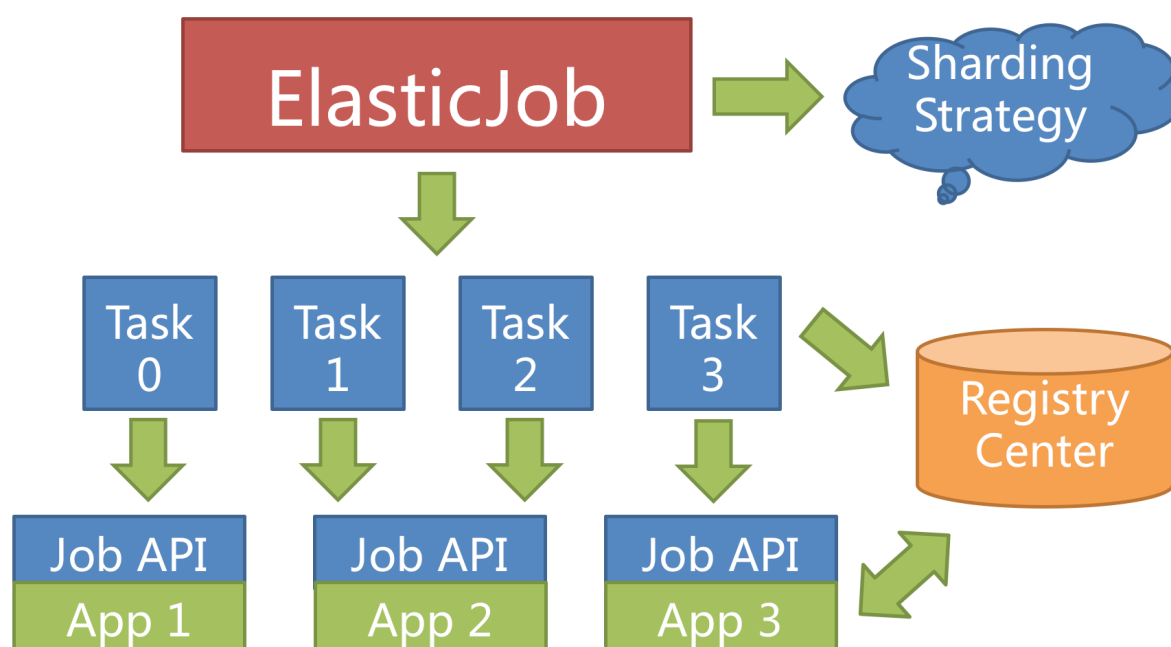 ElasticJob
Sharding
Strategy
Task
0
Task
1
Task
2
Task
3
Registry
Center
Job API
App 1
Job API
App 2
Job API
App 3